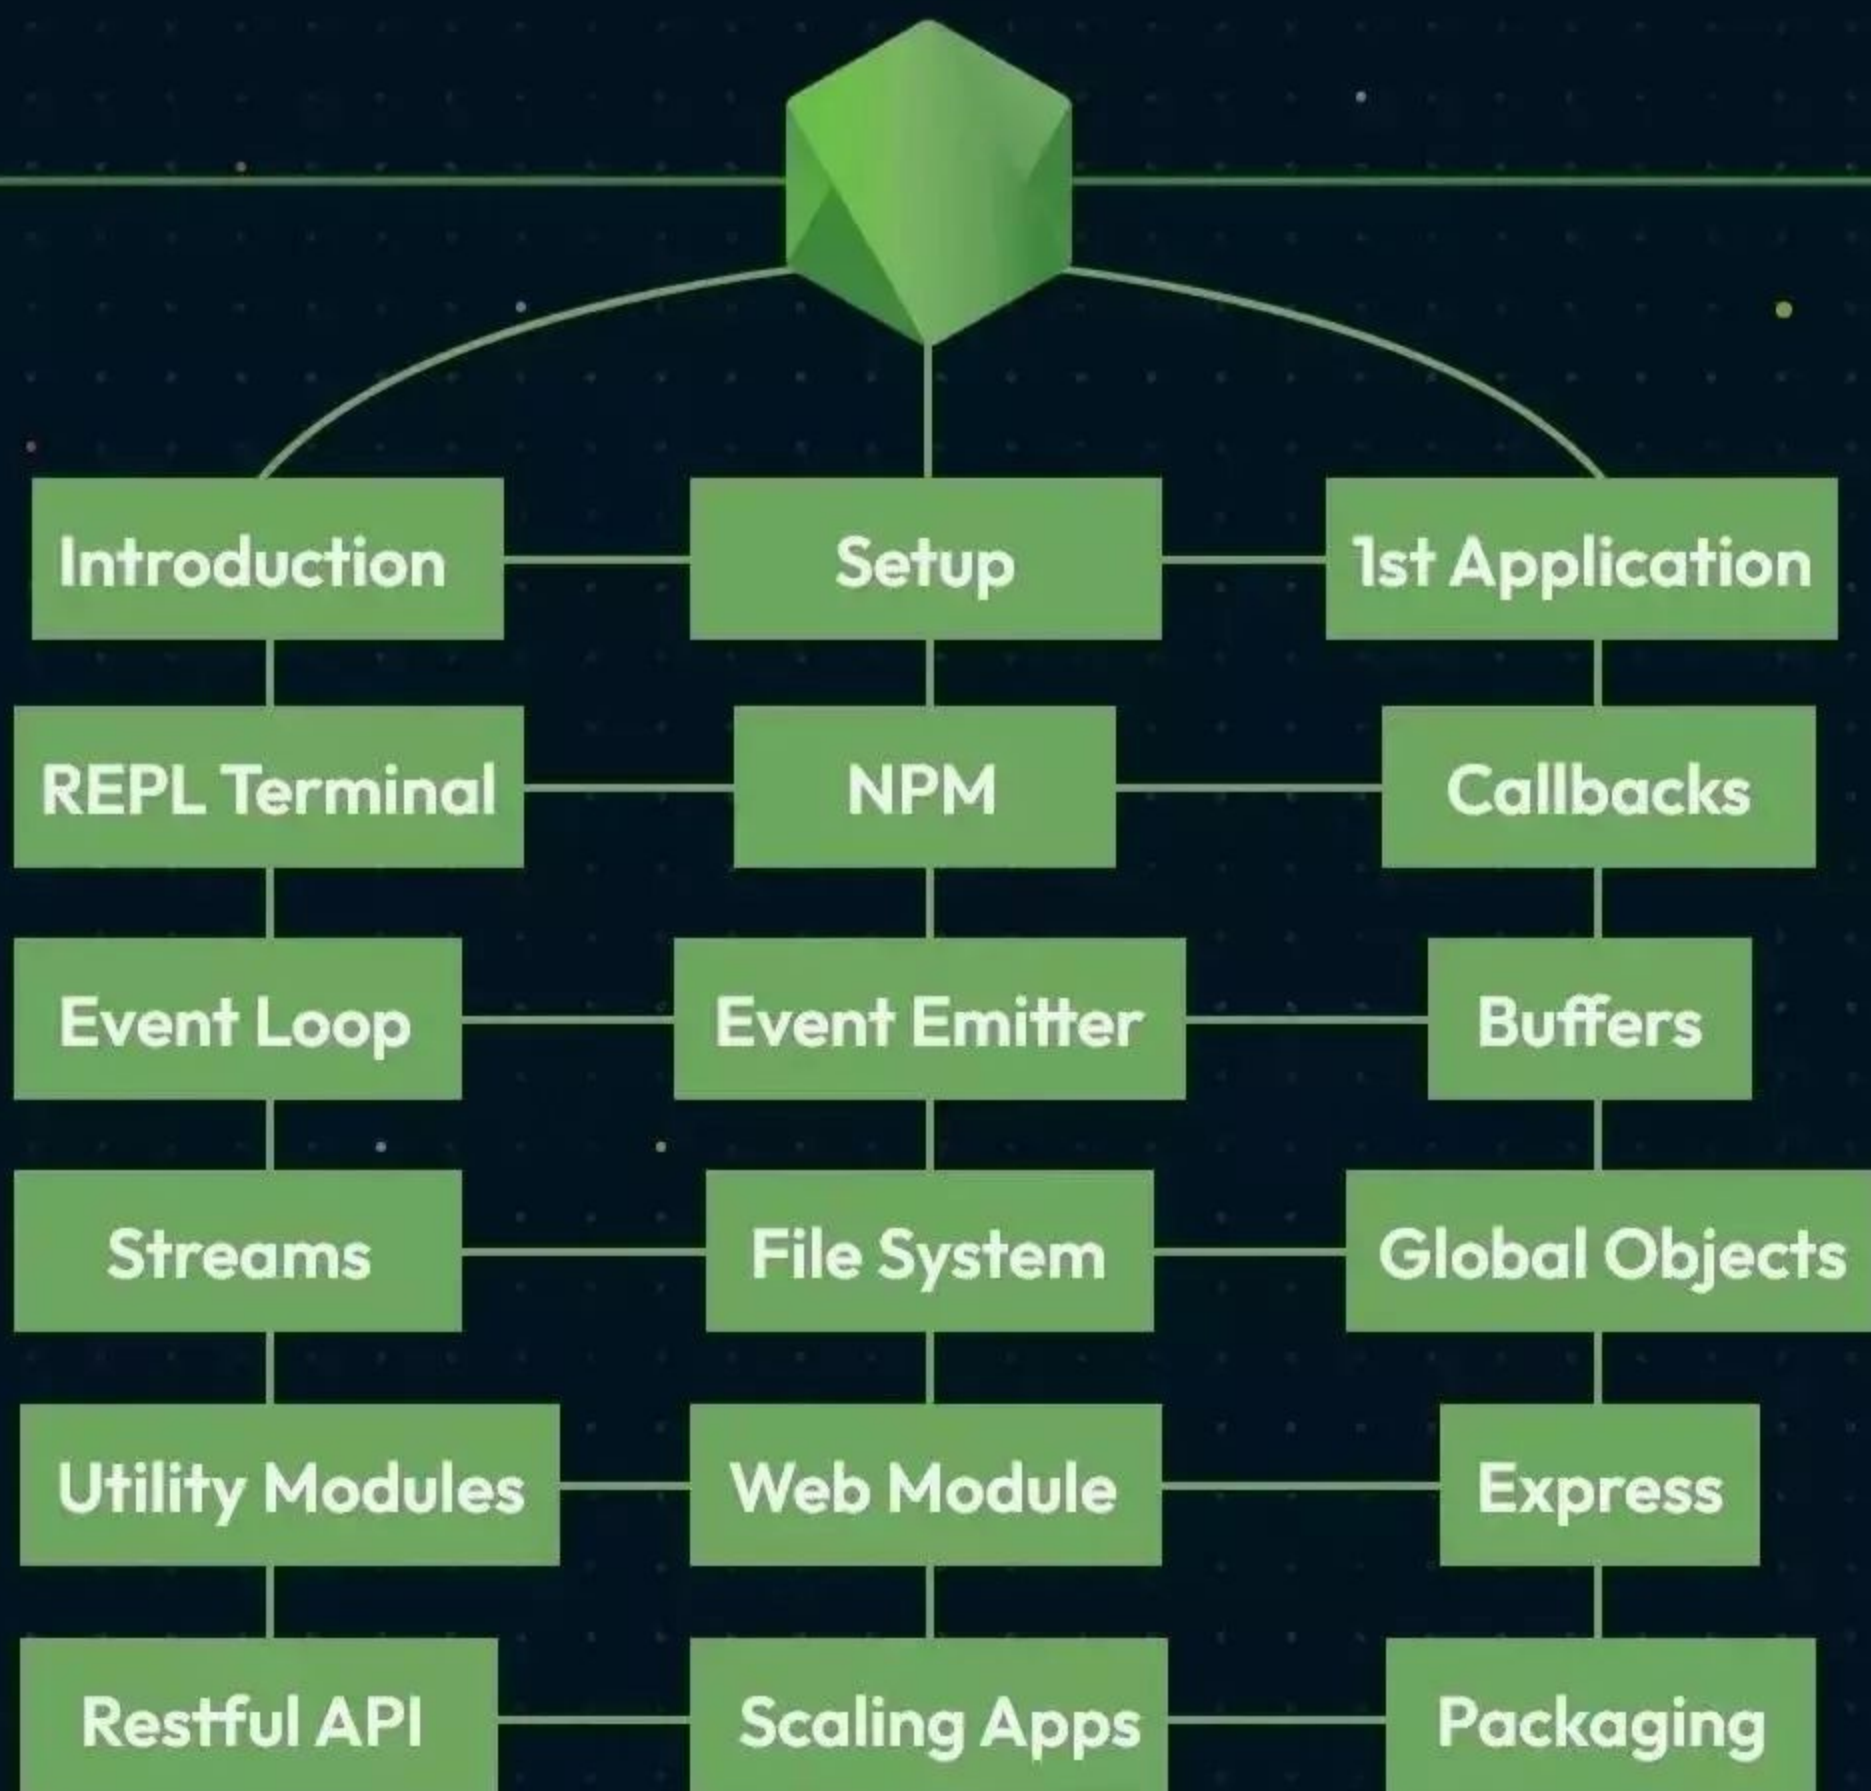 Introduction
Setup
1st Application
REPL Terminal
NPM
Callbacks
Event Loop
Event Emitter
Buffers
Streams
File System
Global Objects
Utility Modules
Web Module
Express
Restful API
Scaling Apps
Packaging